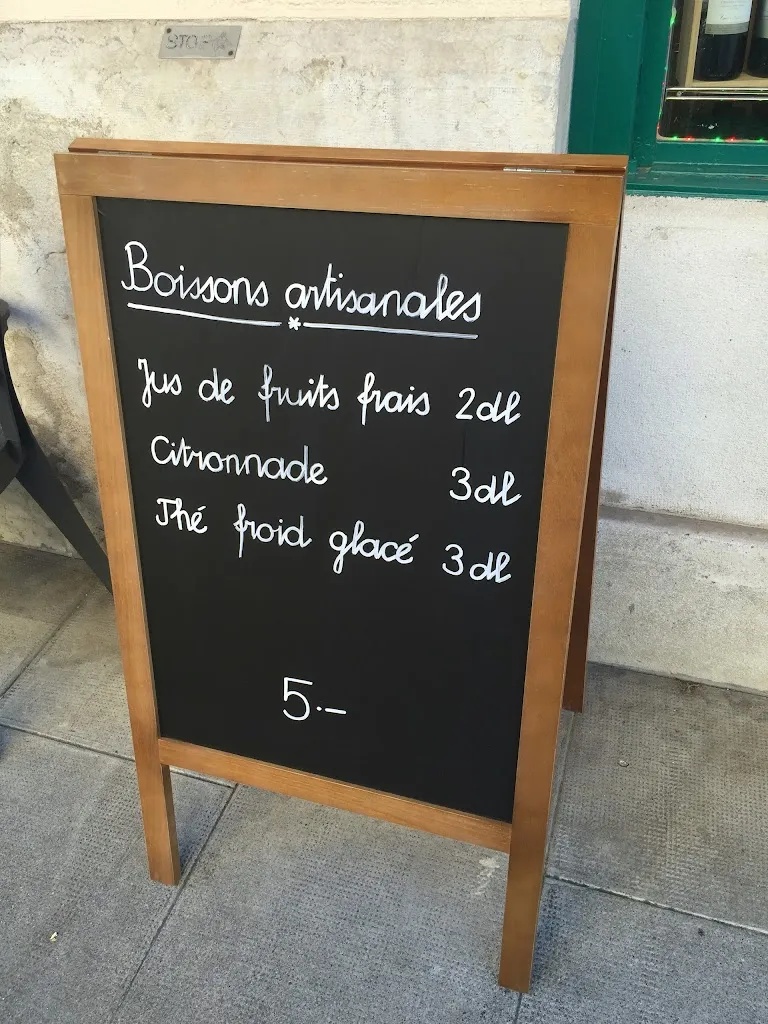 Boissons artisanales
Jus de fruits frais 2dl
Citronnade 3dl
Thé froid glacé 3dl
5.-